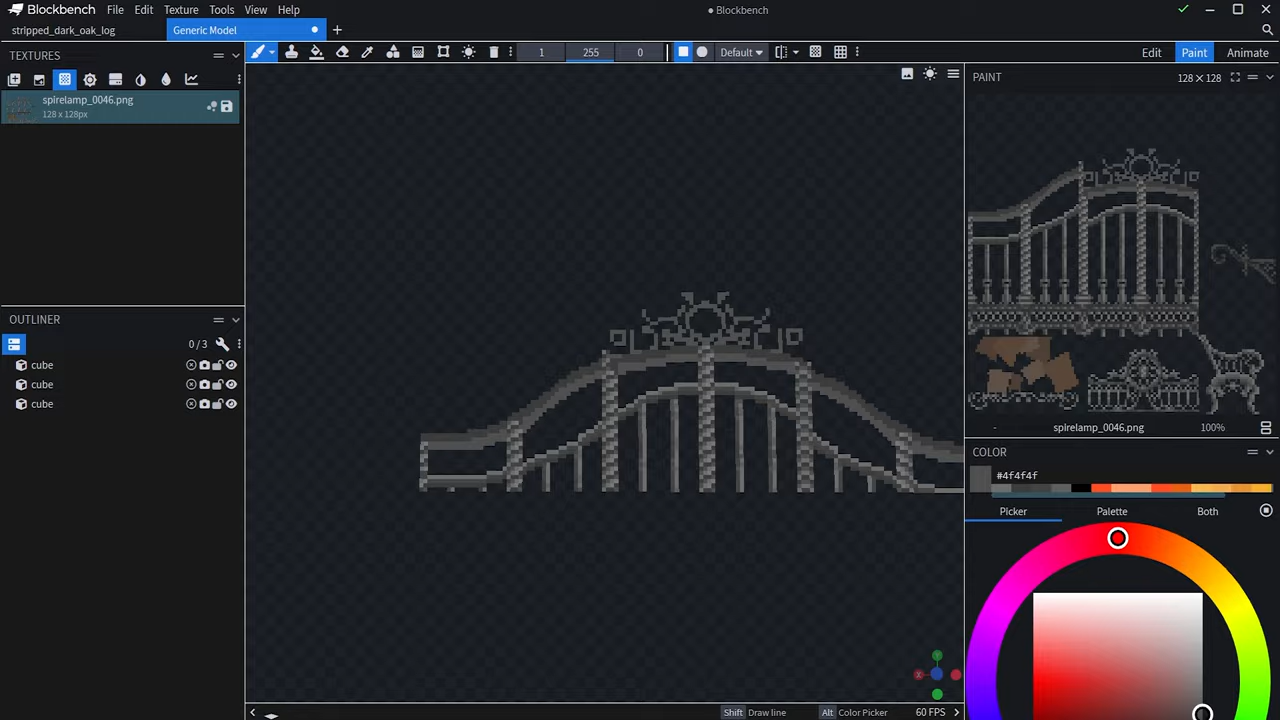 Blockbench
File Edit Texture Tools View Help
Blockbench
stripped_dark_oak_log
Generic Model
TEXTURES
1
255
0
Default
Edit
Paint
Animate
spirelamp_0046.png
128 x 128px
PAINT
128 × 128
OUTLINER
0 / 3
cube
cube
cube
-
spirelamp_0046.png
100%
COLOR
#4f4f4f
Picker
Palette
Both
X
Y
Shift Draw line
Alt Color Picker
60 FPS